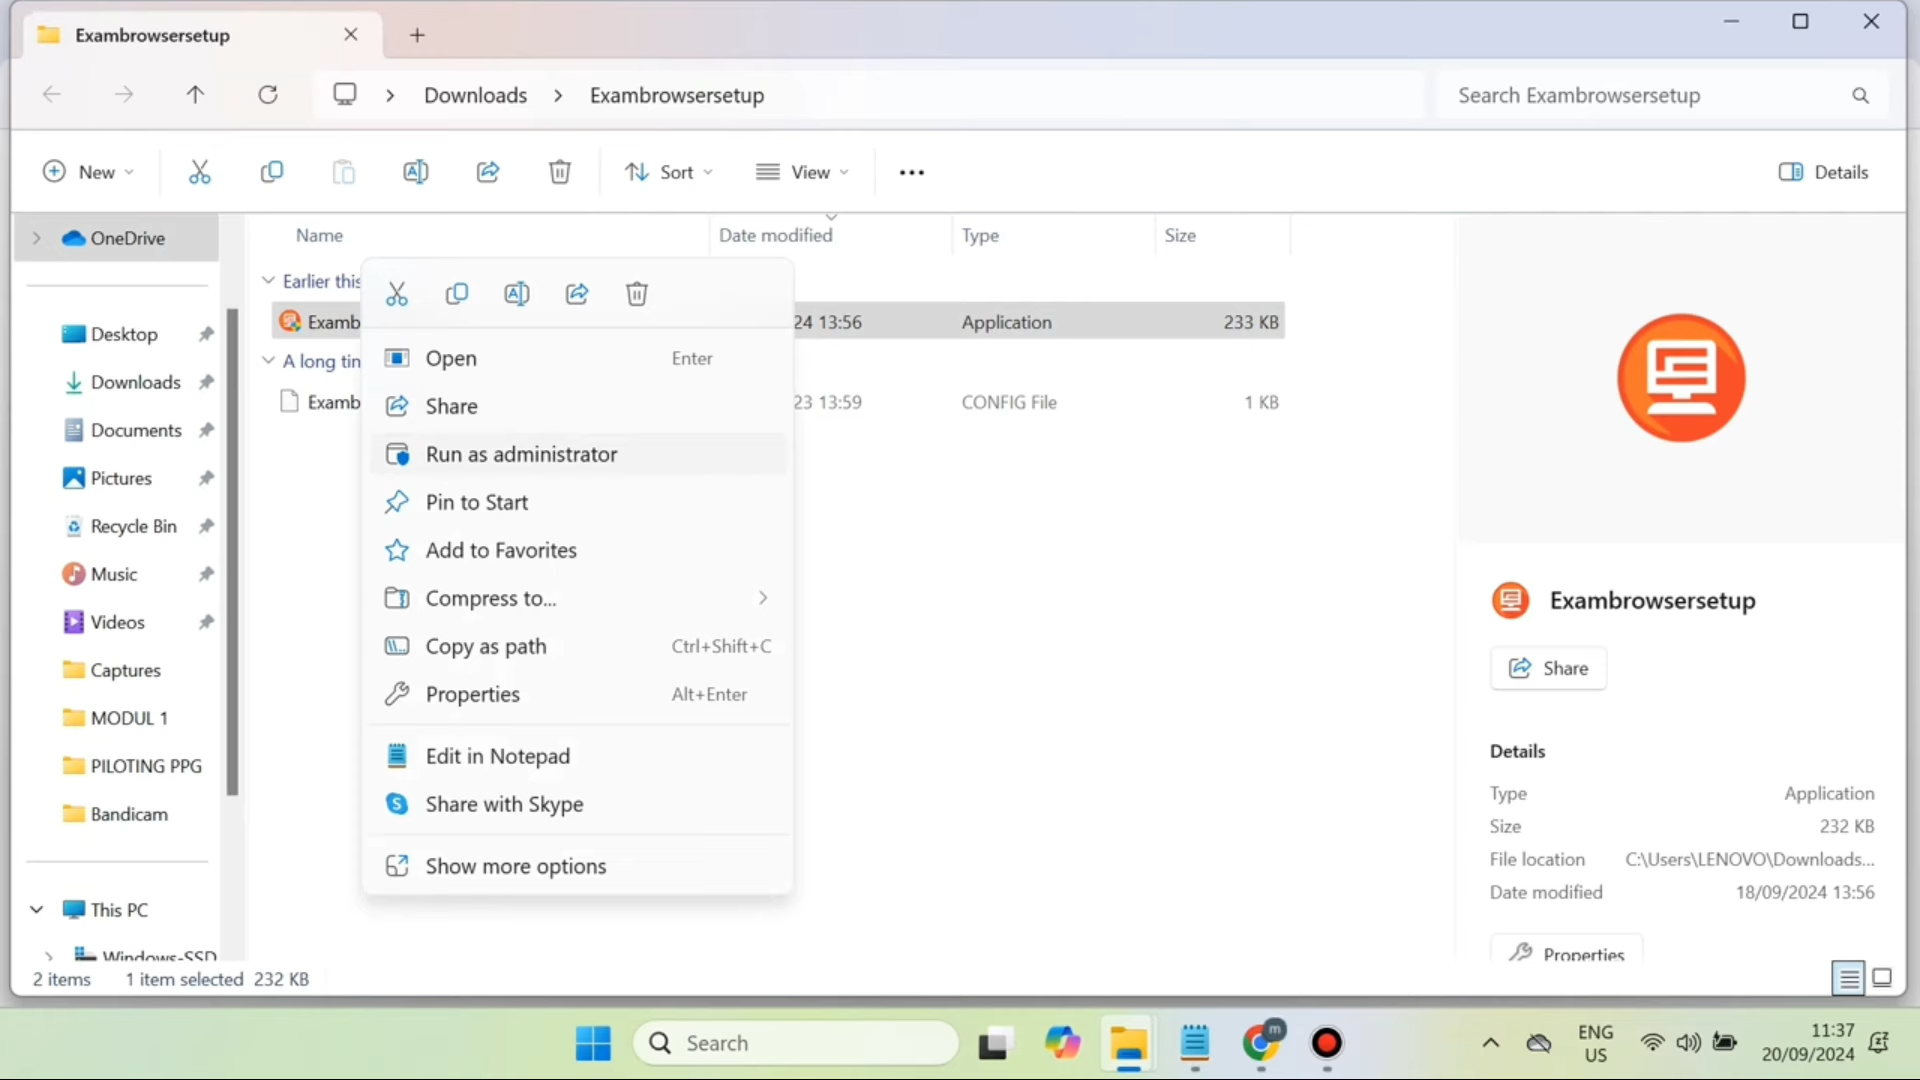 Exambrowsersetup
Downloads
Exambrowsersetup
Search Exambrowsersetup
New
Sort
View
Details
OneDrive
Desktop
Downloads
Documents
Pictures
Recycle Bin
Music
Videos
Captures
MODUL 1
PILOTING PPG
Bandicam
This PC
Windows-SSD
Name
Date modified
Type
Size
Earlier this
Examb
24 13:56
Application
233 KB
A long tin
Examb
23 13:59
CONFIG File
1 KB
Open
Enter
Share
Run as administrator
Pin to Start
Add to Favorites
Compress to...
Copy as path
Ctrl+Shift+C
Properties
Alt+Enter
Edit in Notepad
Share with Skype
Show more options
Exambrowsersetup
Share
Details
Type
Application
Size
232 KB
File location
C:\Users\LENOVO\Downloads...
Date modified
18/09/2024 13:56
Properties
2 items
1 item selected
232 KB
Search
m
ENG
US
11:37
20/09/2024